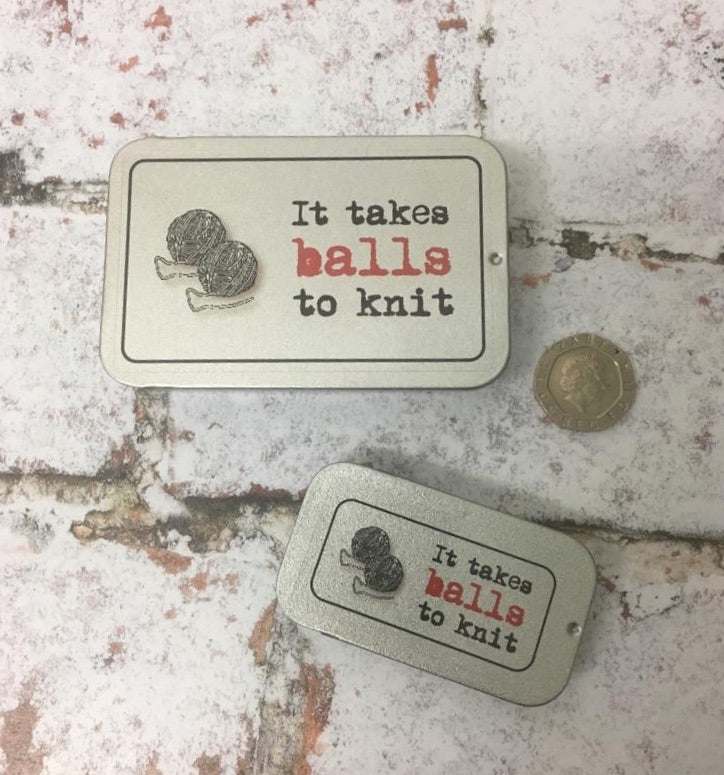 It takes
balls
to knit
It takes
balls
to knit